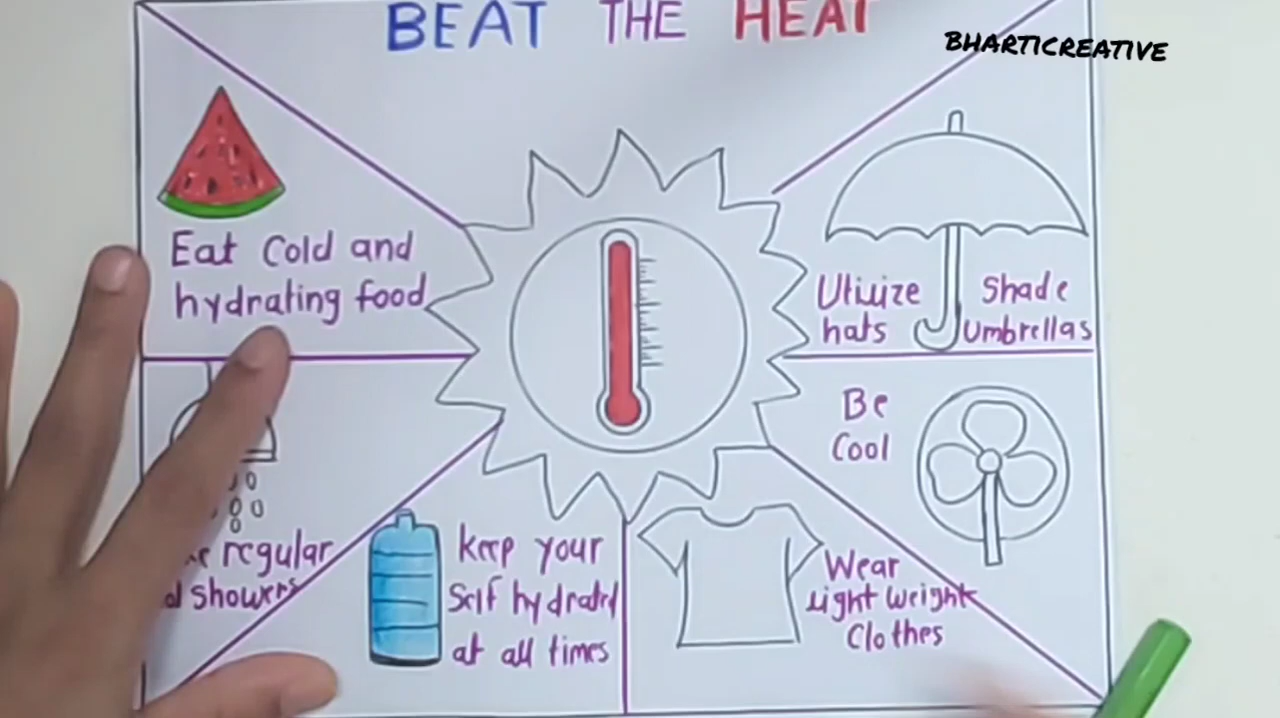 BEAT THE HEAT
BHARTICREATIVE
Eat Cold and
hydrating food
Utilize Shade
hats Umbrellas
Be
Cool
regular
showers
Keep your
Self hydrated
at all times
Wear
Light Weight
Clothes